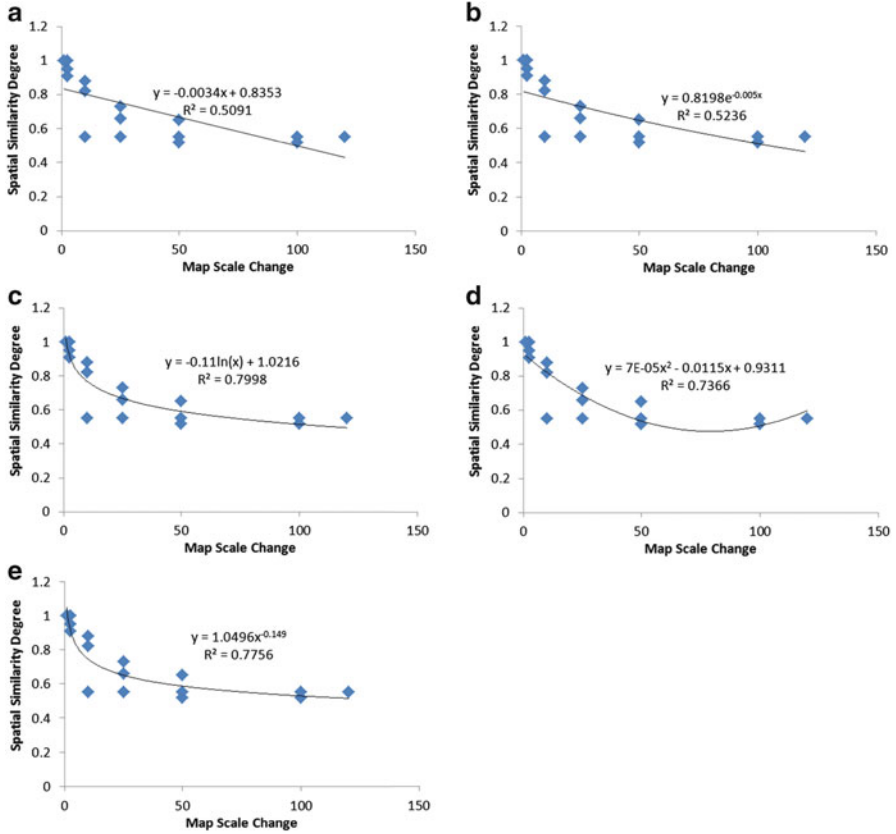 a
1.2
1
0.8
0.6
0.4
0.2
0
Spatial Similarity Degree
y = -0.0034x + 0.8353
R² = 0.5091
0 50 100 150
Map Scale Change
b
1.2
1
0.8
0.6
0.4
0.2
0
Spatial Similarity Degree
y = 0.8198e^-0.005x
R² = 0.5236
0 50 100 150
Map Scale Change
c
1.2
1
0.8
0.6
0.4
0.2
0
Spatial Similarity Degree
y = -0.11ln(x) + 1.0216
R² = 0.7998
0 50 100 150
Map Scale Change
d
1.2
1
0.8
0.6
0.4
0.2
0
Spatial Similarity Degree
y = 7E-05x² - 0.0115x + 0.9311
R² = 0.7366
0 50 100 150
Map Scale Change
e
1.2
1
0.8
0.6
0.4
0.2
0
Spatial Similarity Degree
y = 1.0496x^-0.149
R² = 0.7756
0 50 100 150
Map Scale Change